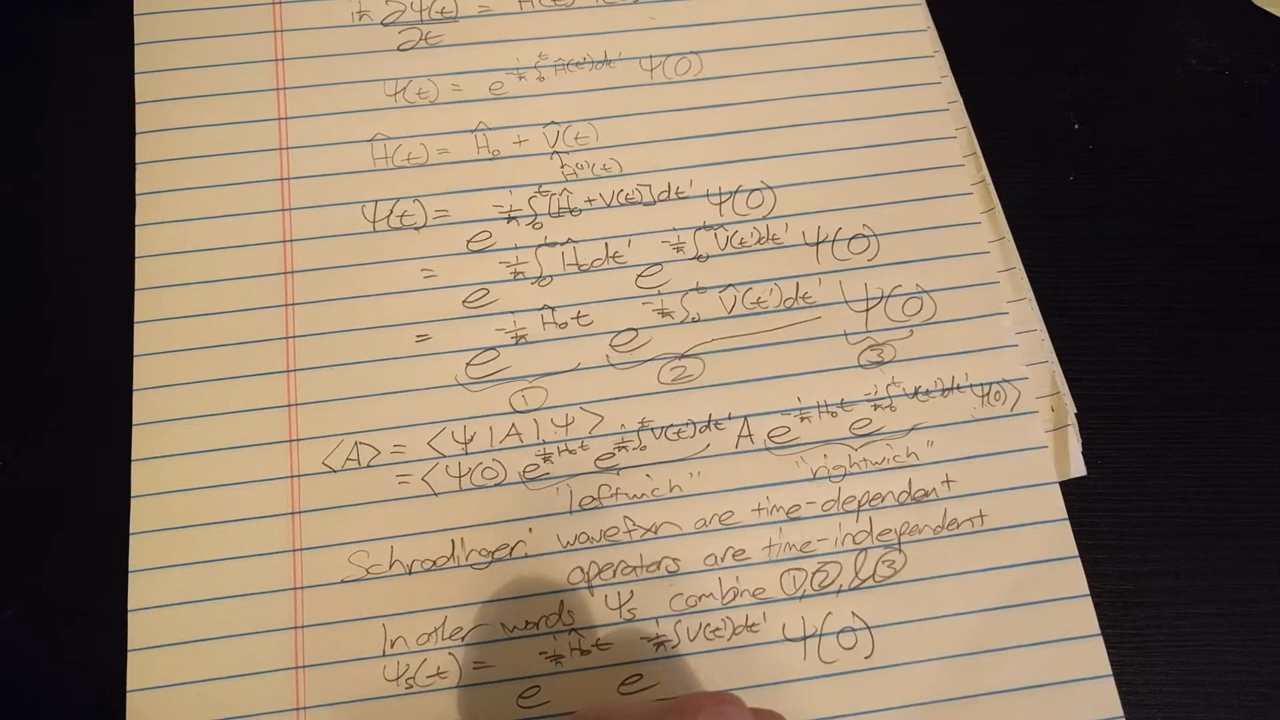 iħ ∂Ψ(t)/∂t =
Ψ(t) = e^{-i/ħ ∫₀ᵗ Ĥ(t')dt'} Ψ(0)
Ĥ(t) = Ĥ₀ + V̂(t)
Ĥ⁽¹⁾(t)
Ψ(t) = e^{-i/ħ ∫₀ᵗ [Ĥ₀ + V(t')]dt'} Ψ(0)
= e^{-i/ħ ∫₀ᵗ Ĥ₀dt'} e^{-i/ħ ∫₀ᵗ V̂(t')dt'} Ψ(0)
= e^{-i/ħ Ĥ₀t} e^{-i/ħ ∫₀ᵗ V̂(t')dt'} Ψ(0)
① ② ③
⟨A⟩ = ⟨Ψ|A|Ψ⟩
= ⟨Ψ(0) e^{i/ħ H₀t} e^{i/ħ ∫₀ᵗ V(t')dt'} A e^{-i/ħ H₀t} e^{-i/ħ ∫₀ᵗ V(t')dt'} Ψ(0)⟩
"leftwich" "rightwich"
Schrodinger: wavefxn are time-dependent
operators are time-independent
In other words Ψₛ combine ①, ②, & ③
Ψₛ(t) = e^{-i/ħ Ĥ₀t} e^{-i/ħ ∫V(t')dt'} Ψ(0)